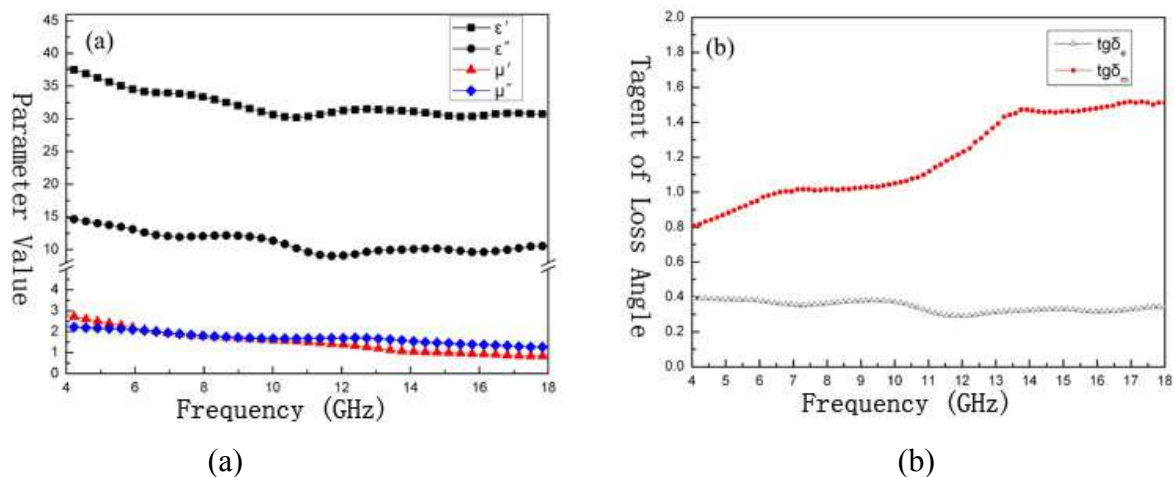 (a)
ε′
ε″
μ′
μ″
45
40
35
30
25
20
15
10
5
4
3
2
1
0
4 6 8 10 12 14 16 18
Parameter Value
Frequency (GHz)
(a)
(b)
tgδe
tgδm
2.0
1.8
1.6
1.4
1.2
1.0
0.8
0.6
0.4
0.2
0.0
4 5 6 7 8 9 10 11 12 13 14 15 16 17 18
Tagent of Loss Angle
Frequency (GHz)
(b)